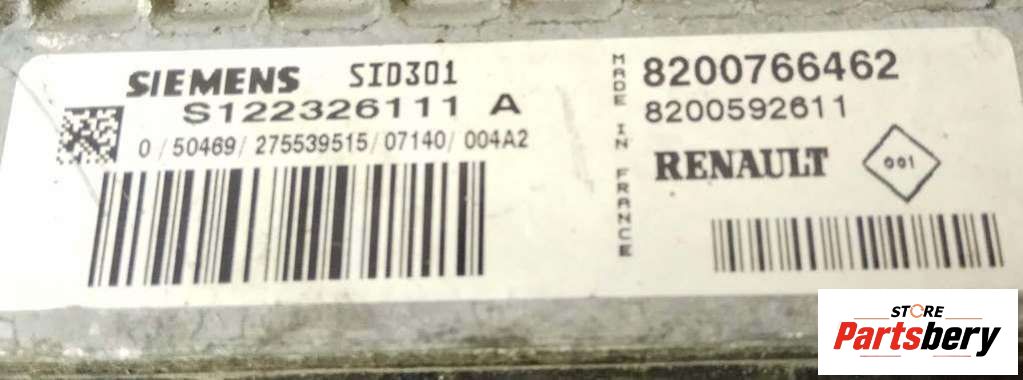 SIEMENS SID301
S122326111 A
0/50469/275539515/07140/004A2
MADE IN FRANCE
8200766462
8200592611
RENAULT 001
STORE
Partsbery